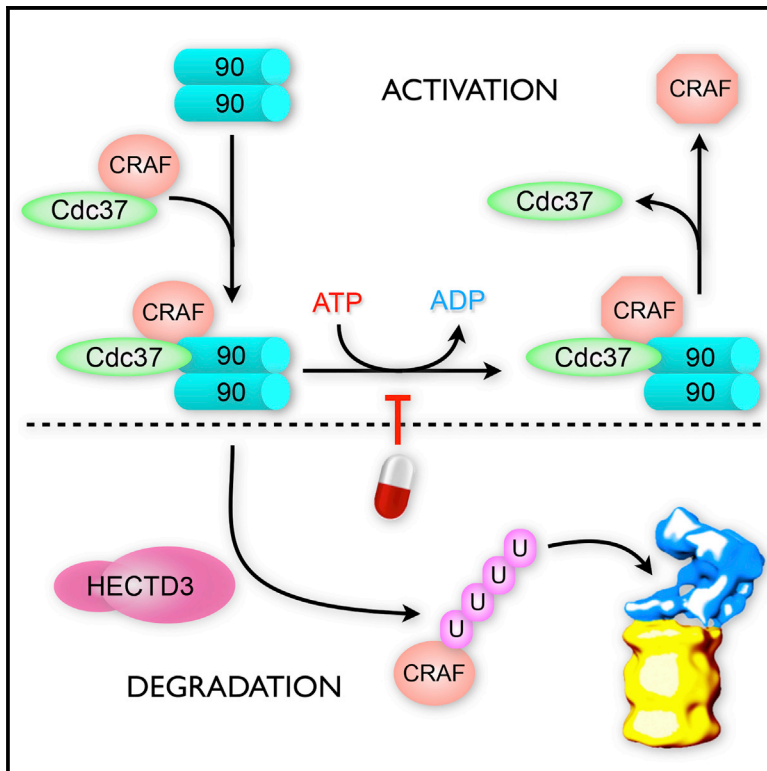 90
90
ACTIVATION
CRAF
CRAF
Cdc37
Cdc37
CRAF
Cdc37
90
90
ATP
ADP
CRAF
Cdc37
90
90
HECTD3
U
U
U
U
CRAF
DEGRADATION